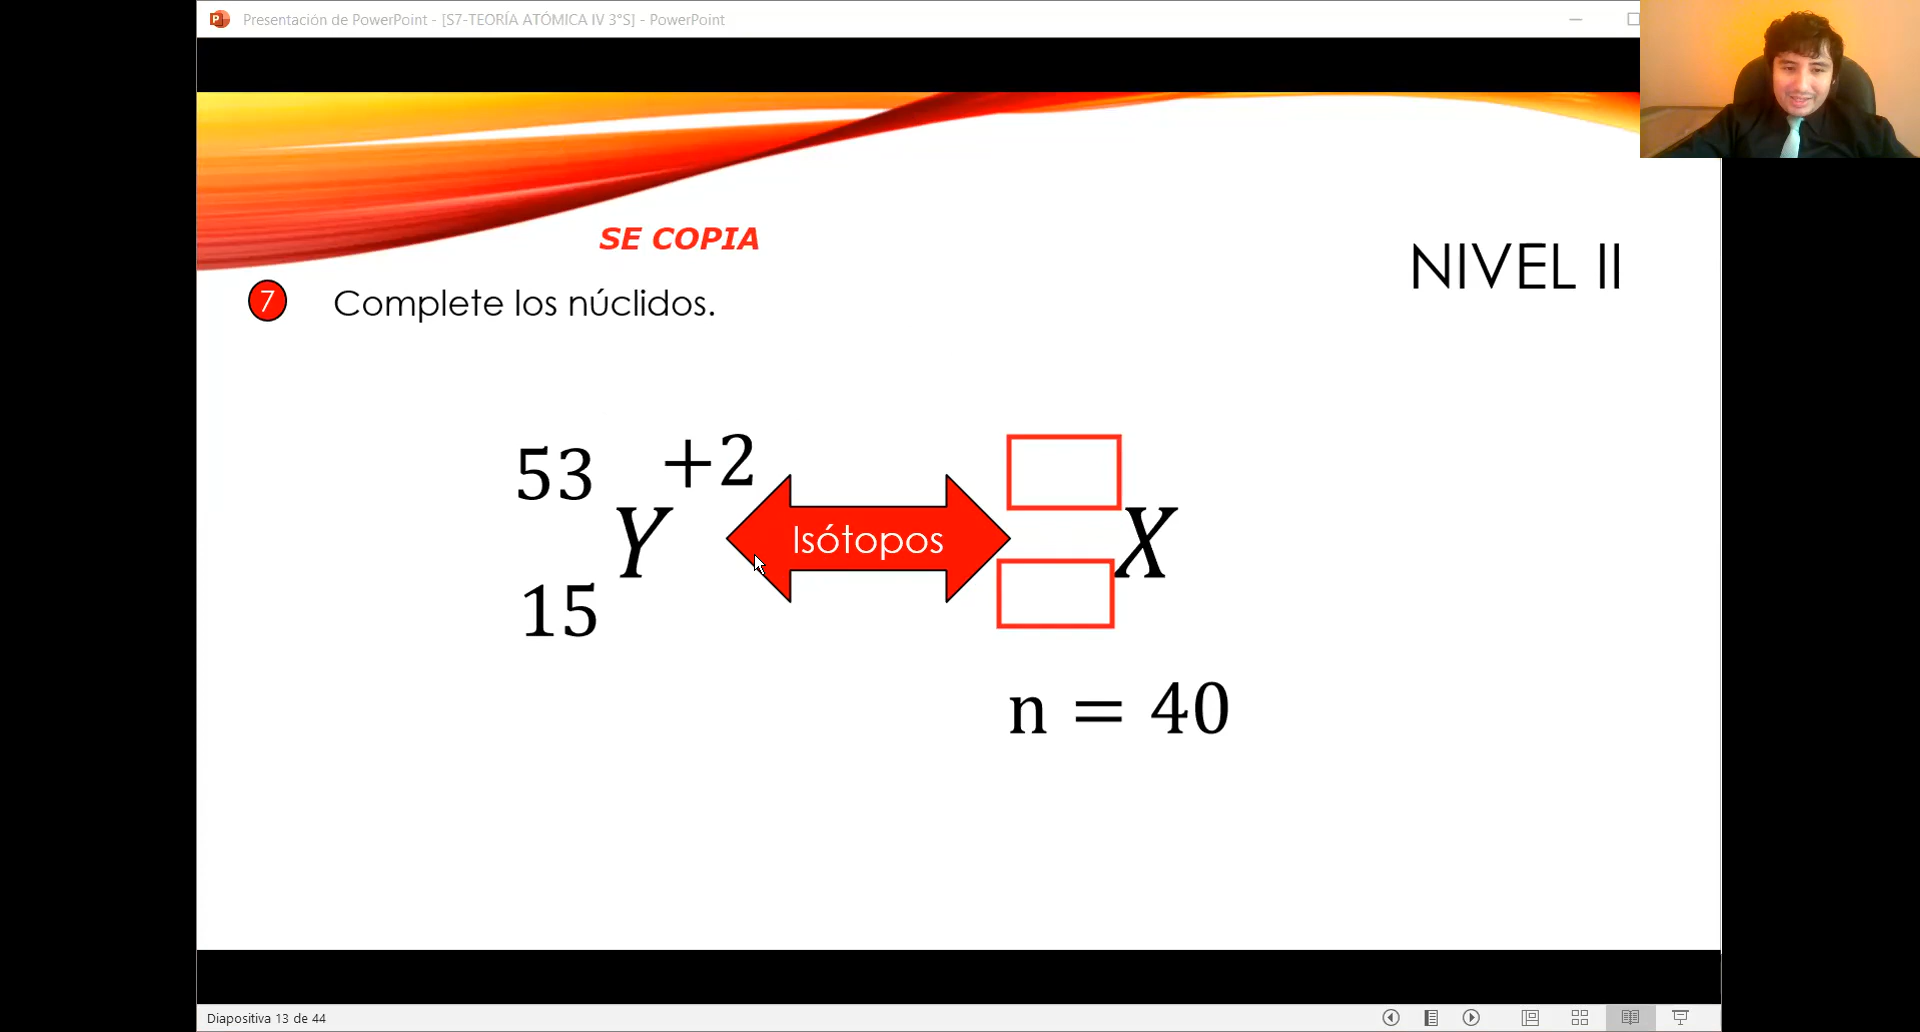 Presentación de PowerPoint - [S7-TEORÍA ATÓMICA IV 3°S] - PowerPoint
SE COPIA
NIVEL II
7 Complete los núclidos.
53 +2
Y Isótopos X
15
n = 40
Diapositiva 13 de 44